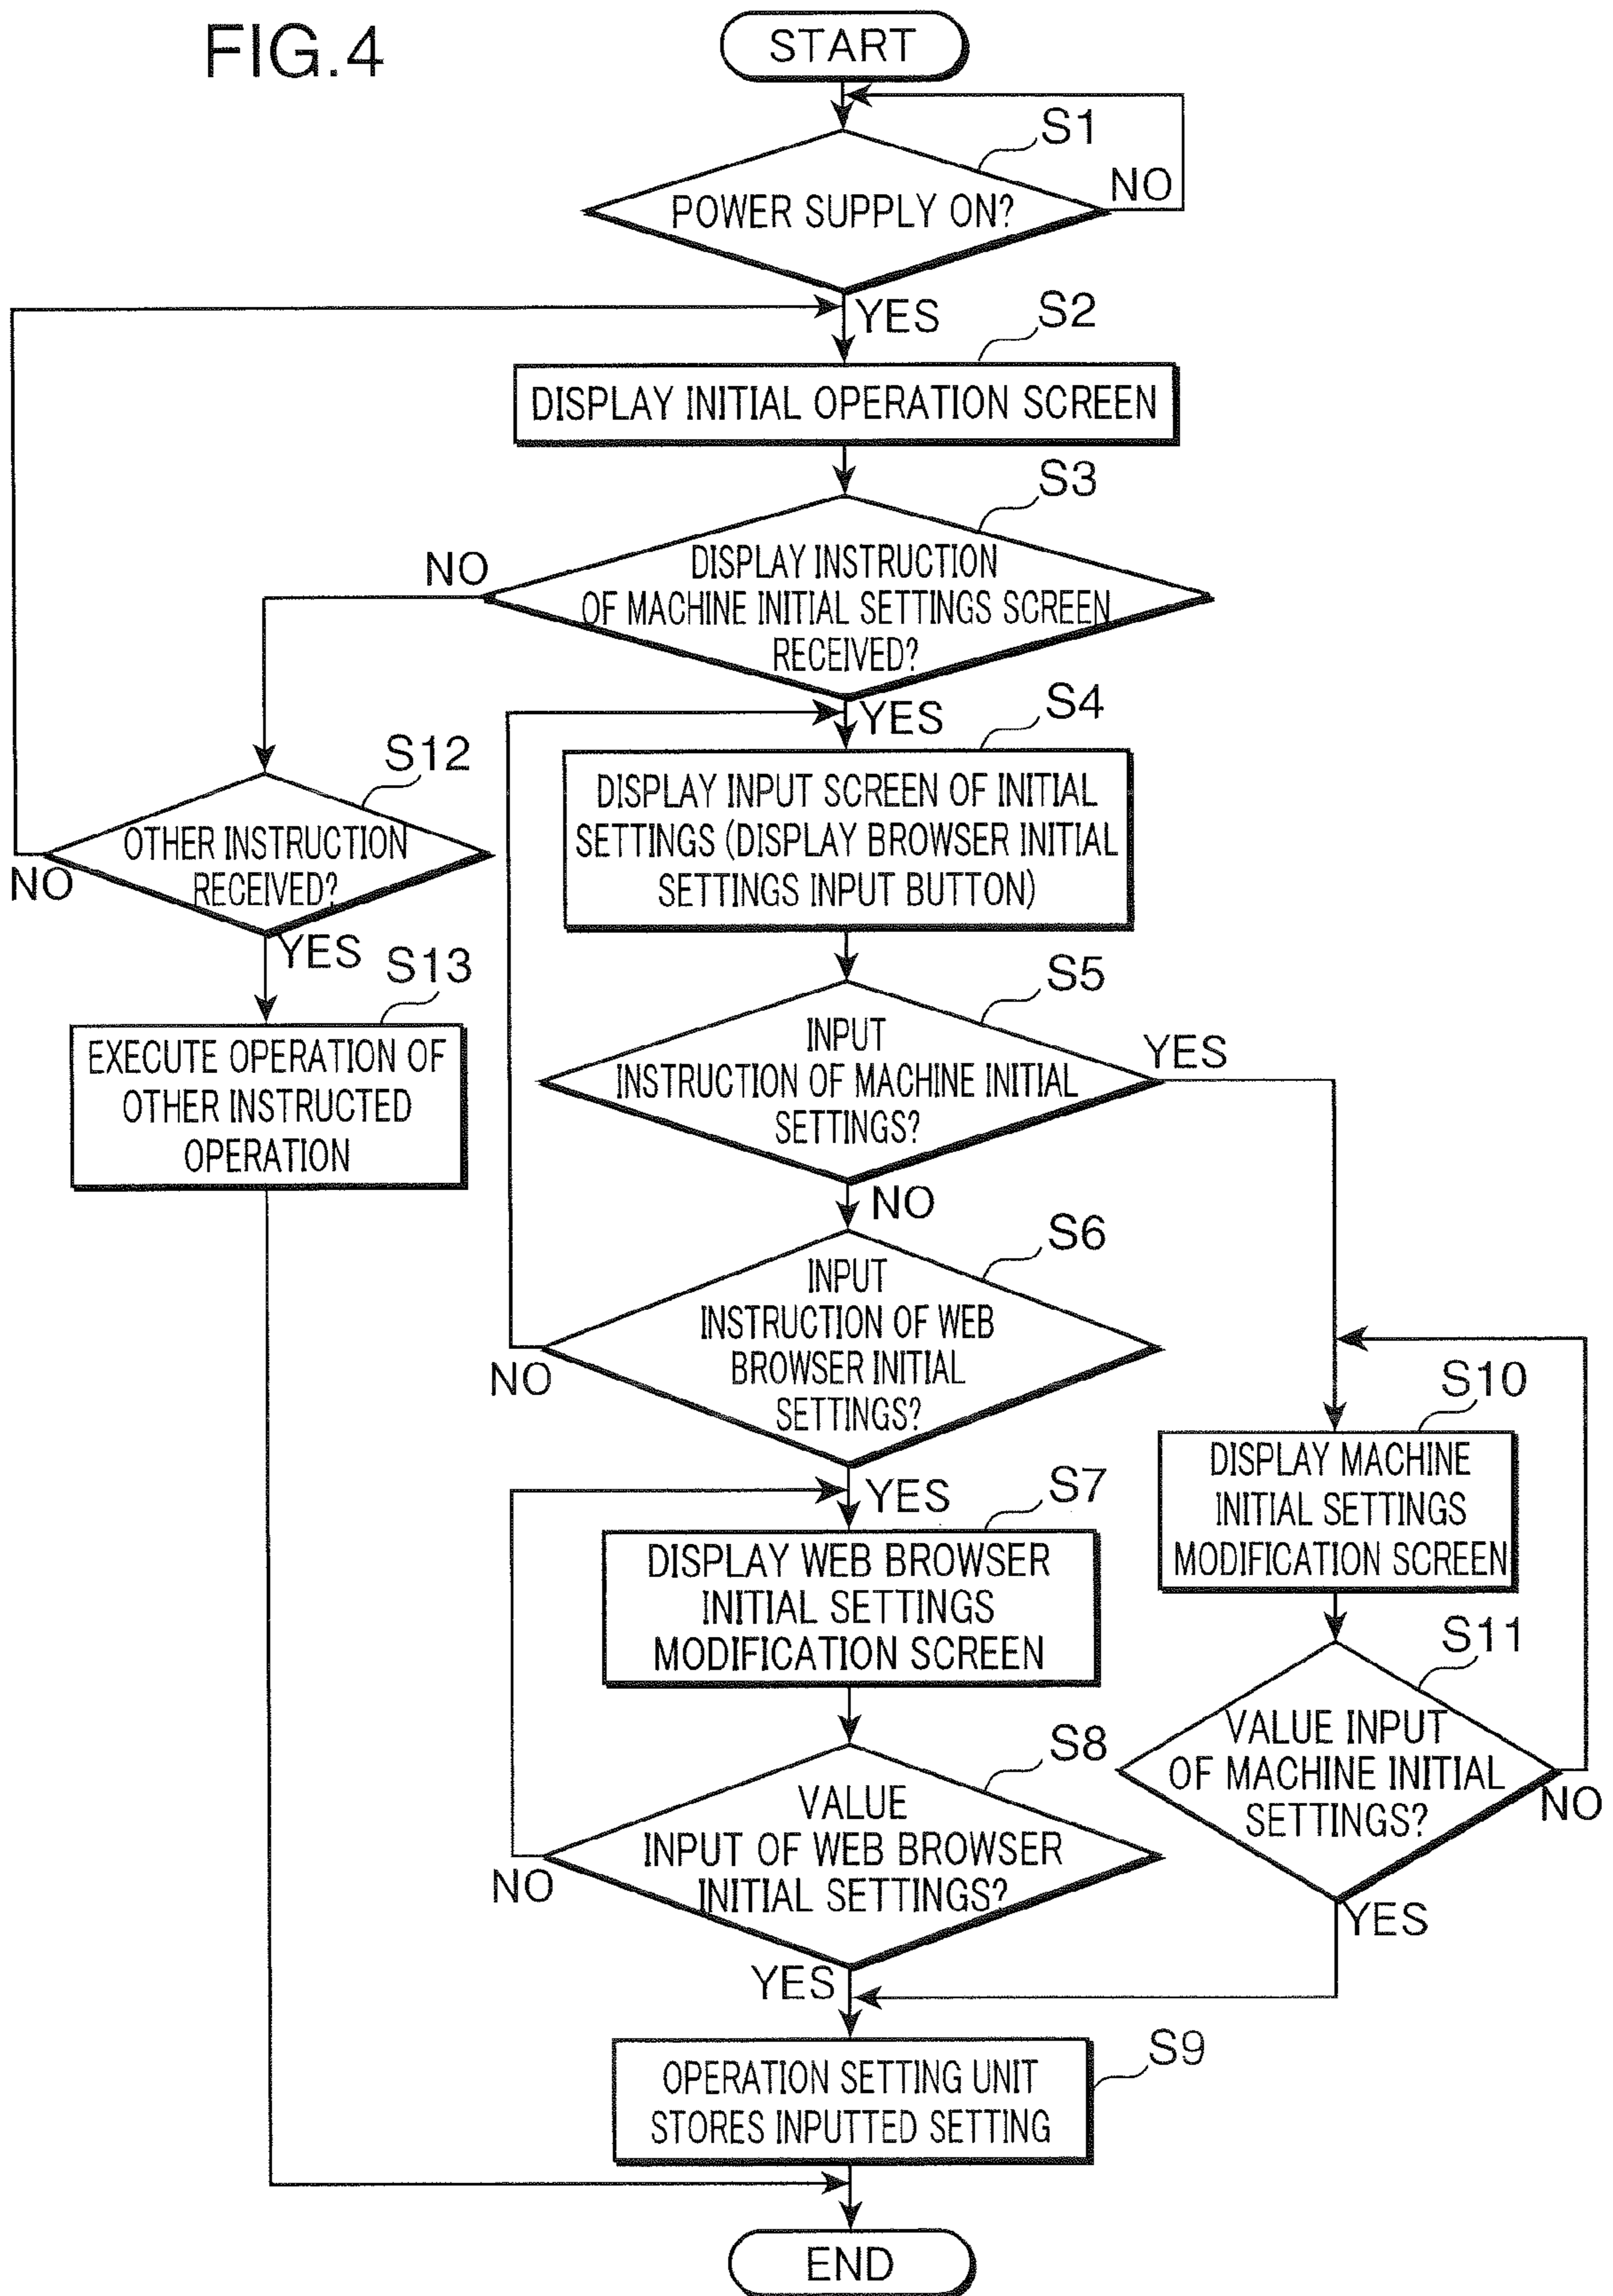 FIG.4
START
S1
POWER SUPPLY ON?
NO
YES
S2
DISPLAY INITIAL OPERATION SCREEN
S3
NO
DISPLAY INSTRUCTION
OF MACHINE INITIAL SETTINGS SCREEN
RECEIVED?
YES
S4
DISPLAY INPUT SCREEN OF INITIAL
SETTINGS (DISPLAY BROWSER INITIAL
SETTINGS INPUT BUTTON)
S12
OTHER INSTRUCTION
RECEIVED?
NO
YES
S13
EXECUTE OPERATION OF
OTHER INSTRUCTED
OPERATION
S5
INPUT
INSTRUCTION OF MACHINE INITIAL
SETTINGS?
YES
NO
S6
INPUT
INSTRUCTION OF WEB
BROWSER INITIAL
SETTINGS?
NO
YES
S7
DISPLAY WEB BROWSER
INITIAL SETTINGS
MODIFICATION SCREEN
S10
DISPLAY MACHINE
INITIAL SETTINGS
MODIFICATION SCREEN
S11
VALUE INPUT
OF MACHINE INITIAL
SETTINGS?
NO
YES
S8
VALUE
INPUT OF WEB BROWSER
INITIAL SETTINGS?
NO
YES
S9
OPERATION SETTING UNIT
STORES INPUTTED SETTING
END